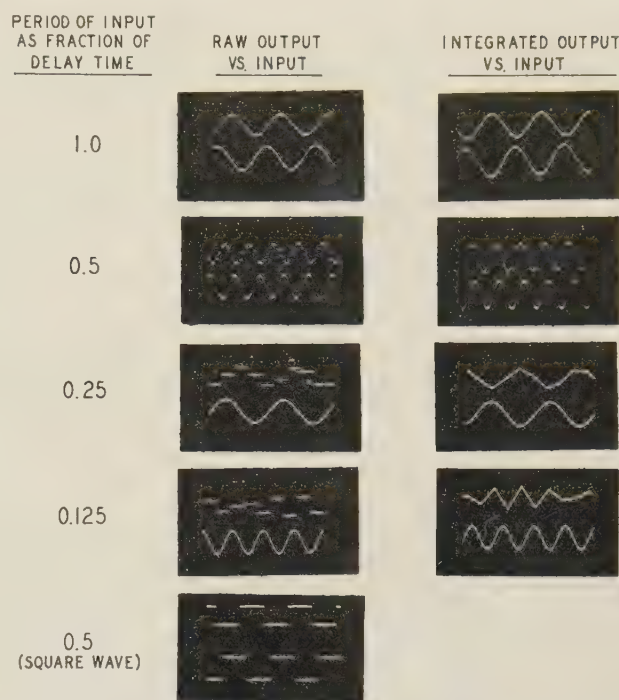 PERIOD OF INPUT
AS FRACTION OF
DELAY TIME
RAW OUTPUT
VS. INPUT
INTEGRATED OUTPUT
VS. INPUT
1.0
0.5
0.25
0.125
0.5
(SQUARE WAVE)